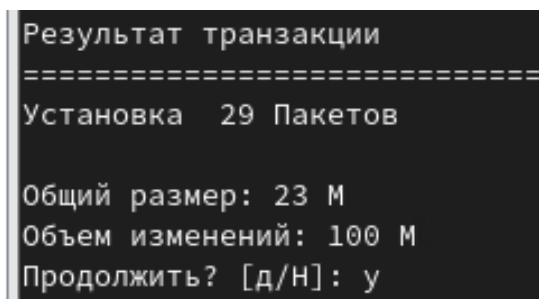 Результат транзакции
=============================
Установка  29 Пакетов
Общий размер: 23 M
Объем изменений: 100 M
Продолжить? [д/Н]: y